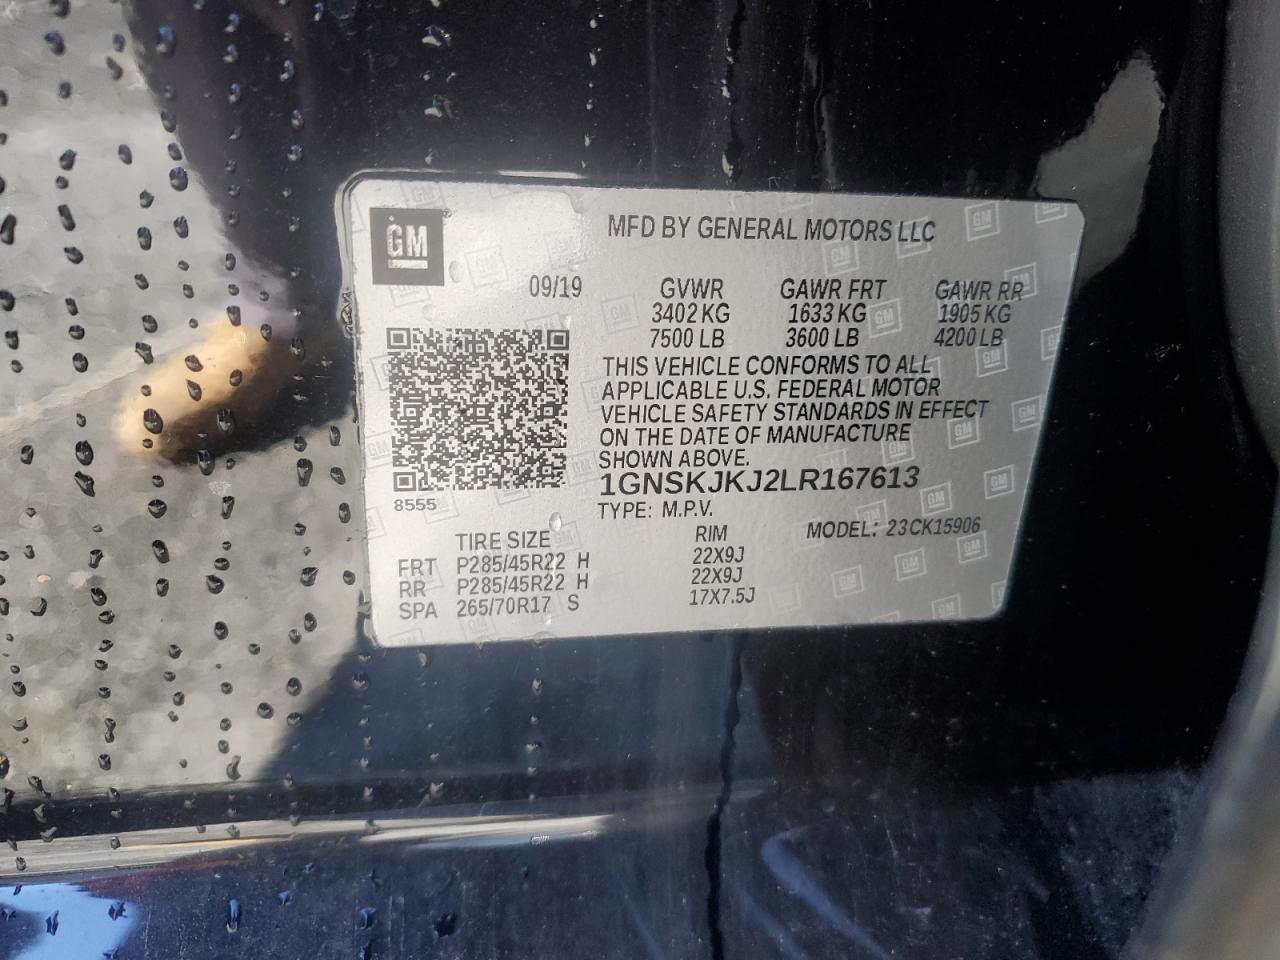 GM
MFD BY GENERAL MOTORS LLC
09/19 GVWR GAWR FRT GAWR RR
3402 KG 1633 KG 1905 KG
7500 LB 3600 LB 4200 LB
THIS VEHICLE CONFORMS TO ALL
APPLICABLE U.S. FEDERAL MOTOR
VEHICLE SAFETY STANDARDS IN EFFECT
ON THE DATE OF MANUFACTURE
SHOWN ABOVE.
1GNSKJKJ2LR167613
8555
TYPE: M.P.V.
MODEL: 23CK15906
TIRE SIZE RIM
FRT P285/45R22 H 22X9J
RR P285/45R22 H 22X9J
SPA 265/70R17 S 17X7.5J